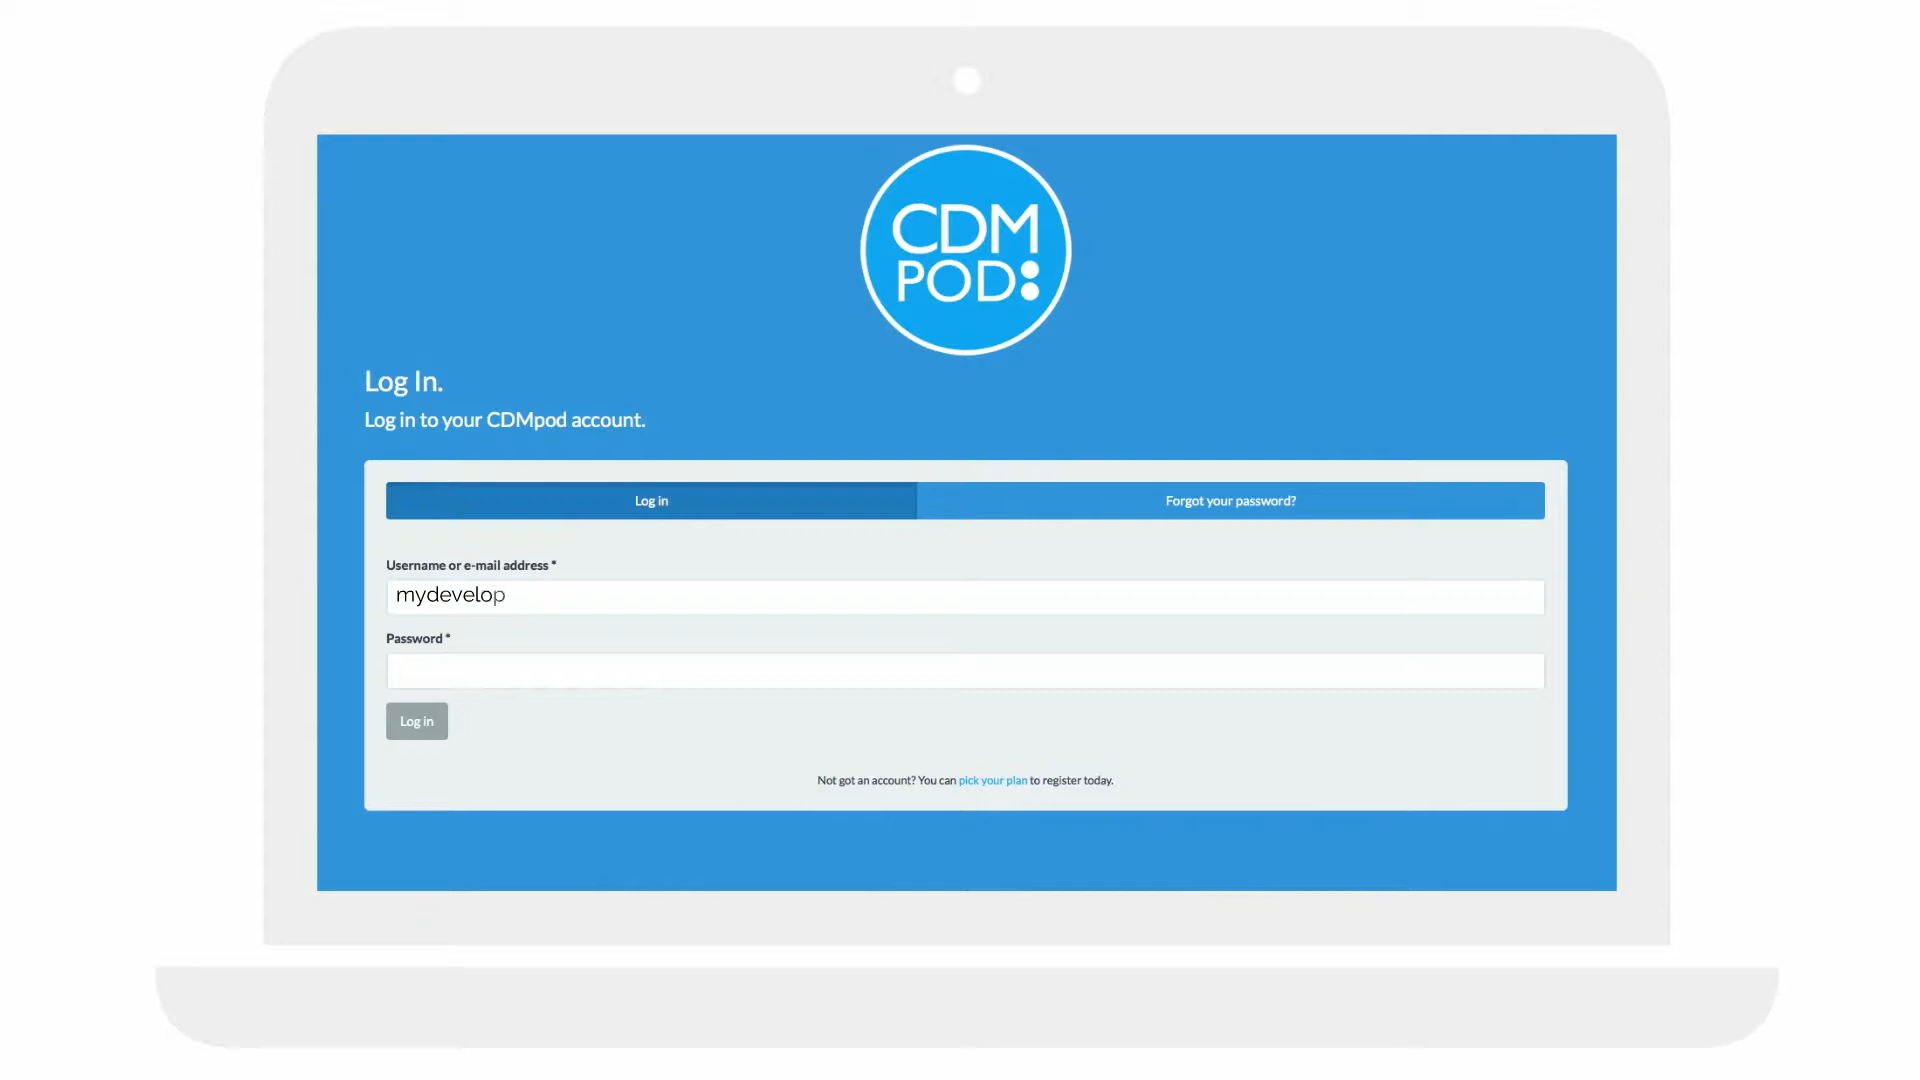 CDM
POD:
Log In.
Log in to your CDMpod account.
Log in
Forgot your password?
Username or e-mail address *
mydevelop
Password *
Log in
Not got an account? You can pick your plan to register today.